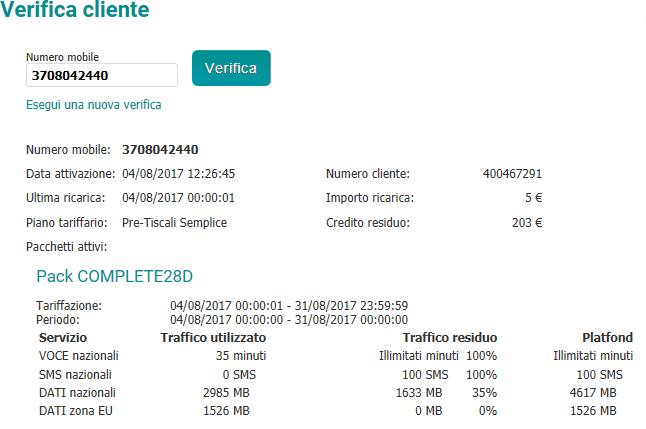 Verifica cliente
Numero mobile
3708042440 Verifica
Esegui una nuova verifica
Numero mobile: 3708042440
Data attivazione: 04/08/2017 12:26:45 Numero cliente: 400467291
Ultima ricarica: 04/08/2017 00:00:01 Importo ricarica: 5 €
Piano tariffario: Pre-Tiscali Semplice Credito residuo: 203 €
Pacchetti attivi:
Pack COMPLETE28D
Tariffazione: 04/08/2017 00:00:01 - 31/08/2017 23:59:59
Periodo: 04/08/2017 00:00:00 - 31/08/2017 00:00:00
Servizio Traffico utilizzato Traffico residuo Platfond
VOCE nazionali 35 minuti Illimitati minuti 100% Illimitati minuti
SMS nazionali 0 SMS 100 SMS 100% 100 SMS
DATI nazionali 2985 MB 1633 MB 35% 4617 MB
DATI zona EU 1526 MB 0 MB 0% 1526 MB